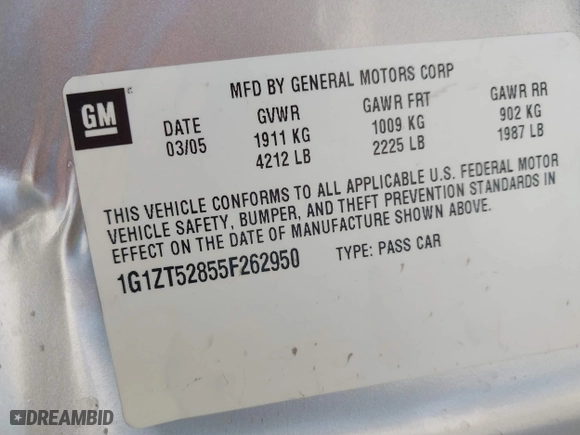 GM
MFD BY GENERAL MOTORS CORP
DATE GVWR GAWR FRT GAWR RR
03/05 1911 KG 1009 KG 902 KG
4212 LB 2225 LB 1987 LB
THIS VEHICLE CONFORMS TO ALL APPLICABLE U.S. FEDERAL MOTOR
VEHICLE SAFETY, BUMPER, AND THEFT PREVENTION STANDARDS IN
EFFECT ON THE DATE OF MANUFACTURE SHOWN ABOVE.
1G1ZT52855F262950 TYPE: PASS CAR
DREAMBID